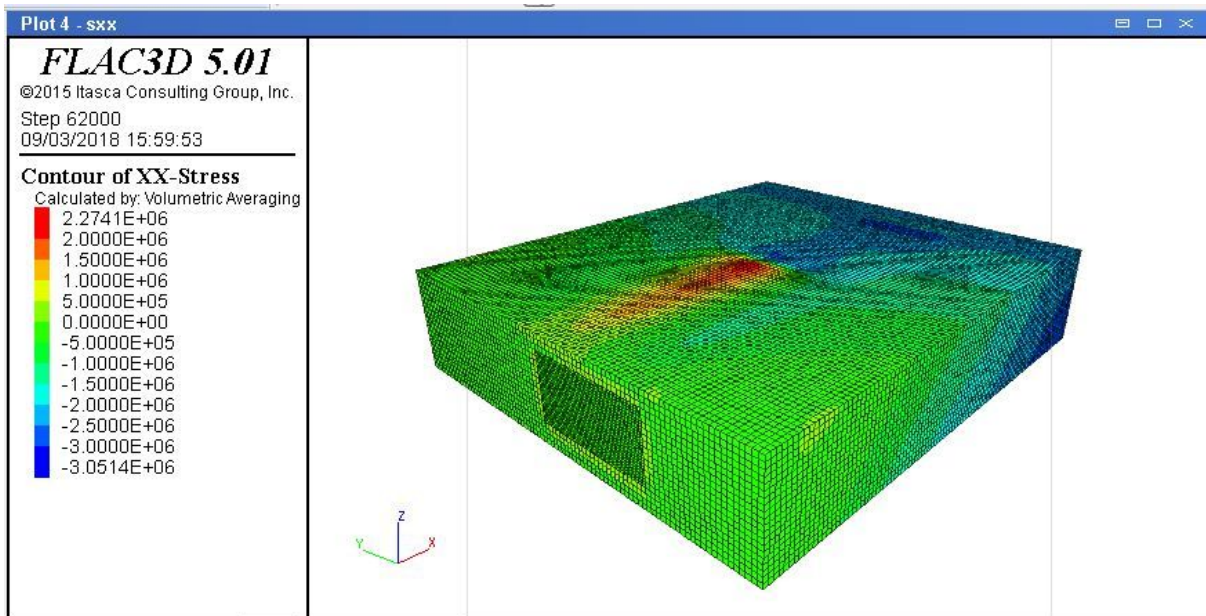 Plot 4 - sxx
FLAC3D 5.01
©2015 Itasca Consulting Group, Inc.
Step 62000
09/03/2018 15:59:53
Contour of XX-Stress
Calculated by: Volumetric Averaging
2.2741E+06
2.0000E+06
1.5000E+06
1.0000E+06
5.0000E+05
0.0000E+00
-5.0000E+05
-1.0000E+06
-1.5000E+06
-2.0000E+06
-2.5000E+06
-3.0000E+06
-3.0514E+06
Z
Y
X